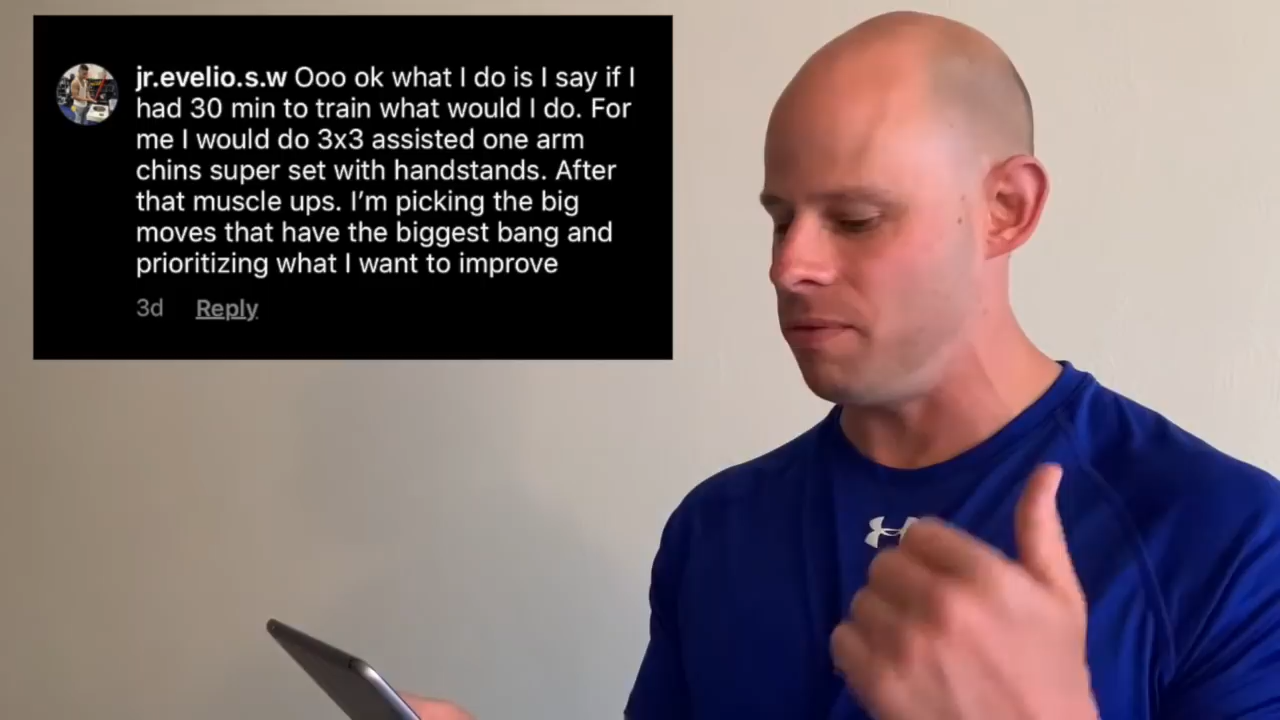 jr.evelio.s.w Ooo ok what I do is I say if I
had 30 min to train what would I do. For
me I would do 3x3 assisted one arm
chins super set with handstands. After
that muscle ups. I’m picking the big
moves that have the biggest bang and
prioritizing what I want to improve
3d Reply